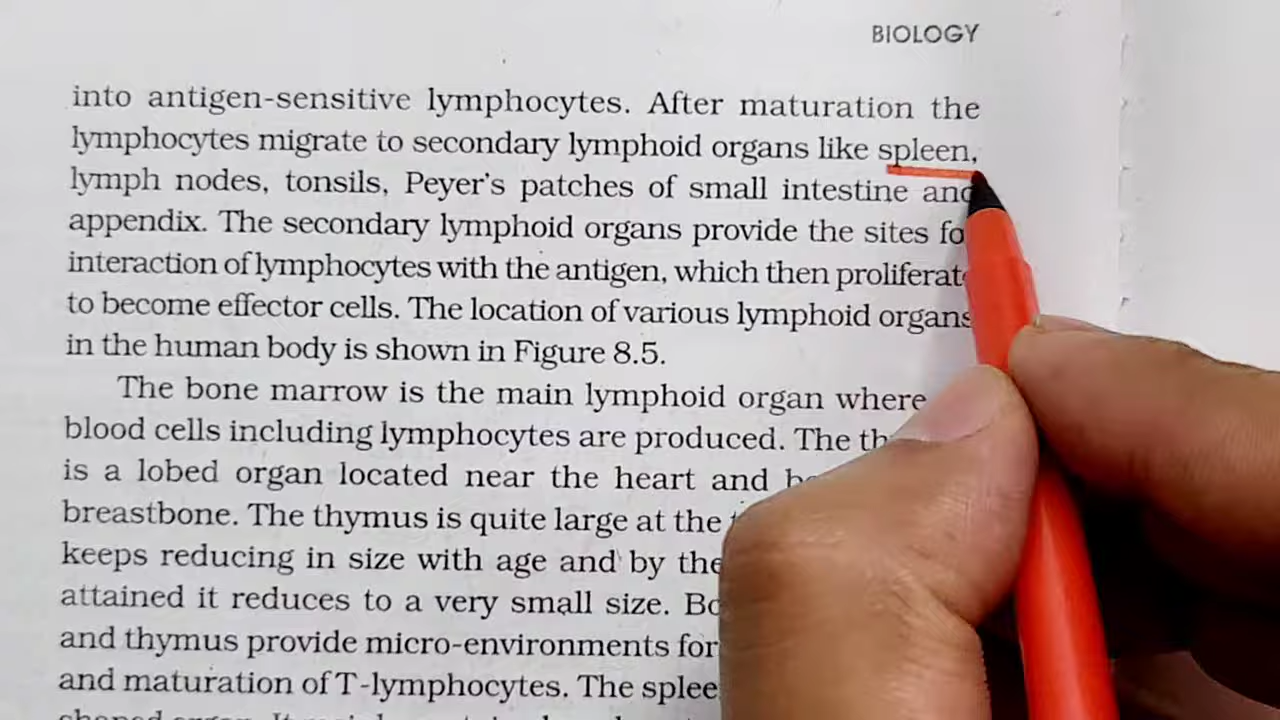 BIOLOGY
into antigen-sensitive lymphocytes. After maturation the
lymphocytes migrate to secondary lymphoid organs like spleen,
lymph nodes, tonsils, Peyer's patches of small intestine and
appendix. The secondary lymphoid organs provide the sites fo
interaction of lymphocytes with the antigen, which then proliferat
to become effector cells. The location of various lymphoid organs
in the human body is shown in Figure 8.5.
The bone marrow is the main lymphoid organ where
blood cells including lymphocytes are produced. The th
is a lobed organ located near the heart and
breastbone. The thymus is quite large at the
keeps reducing in size with age and by the
attained it reduces to a very small size. Bo
and thymus provide micro-environments for
and maturation of T-lymphocytes. The splee